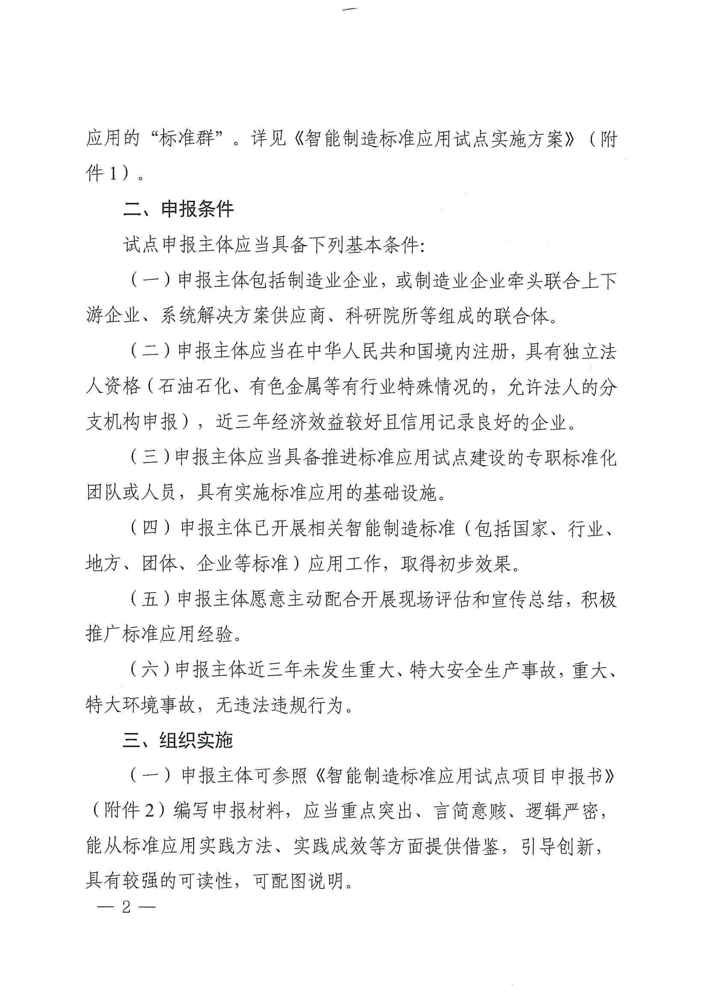 应用的“标准群”。详见《智能制造标准应用试点实施方案》（附
件1）。
二、申报条件
试点申报主体应当具备下列基本条件:
（一）申报主体包括制造业企业，或制造业企业牵头联合上下
游企业、系统解决方案供应商、科研院所等组成的联合体。
（二）申报主体应当在中华人民共和国境内注册，具有独立法
人资格（石油石化、有色金属等有行业特殊情况的，允许法人的分
支机构申报），近三年经济效益较好且信用记录良好的企业。
（三）申报主体应当具备推进标准应用试点建设的专职标准化
团队或人员，具有实施标准应用的基础设施。
（四）申报主体已开展相关智能制造标准（包括国家、行业、
地方、团体、企业等标准）应用工作，取得初步效果。
（五）申报主体愿意主动配合开展现场评估和宣传总结，积极
推广标准应用经验。
（六）申报主体近三年未发生重大、特大安全生产事故，重大、
特大环境事故，无违法违规行为。
三、组织实施
（一）申报主体可参照《智能制造标准应用试点项目申报书》
（附件2）编写申报材料，应当重点突出、言简意赅、逻辑严密，
能从标准应用实践方法、实践成效等方面提供借鉴，引导创新，
具有较强的可读性，可配图说明。
— 2 —